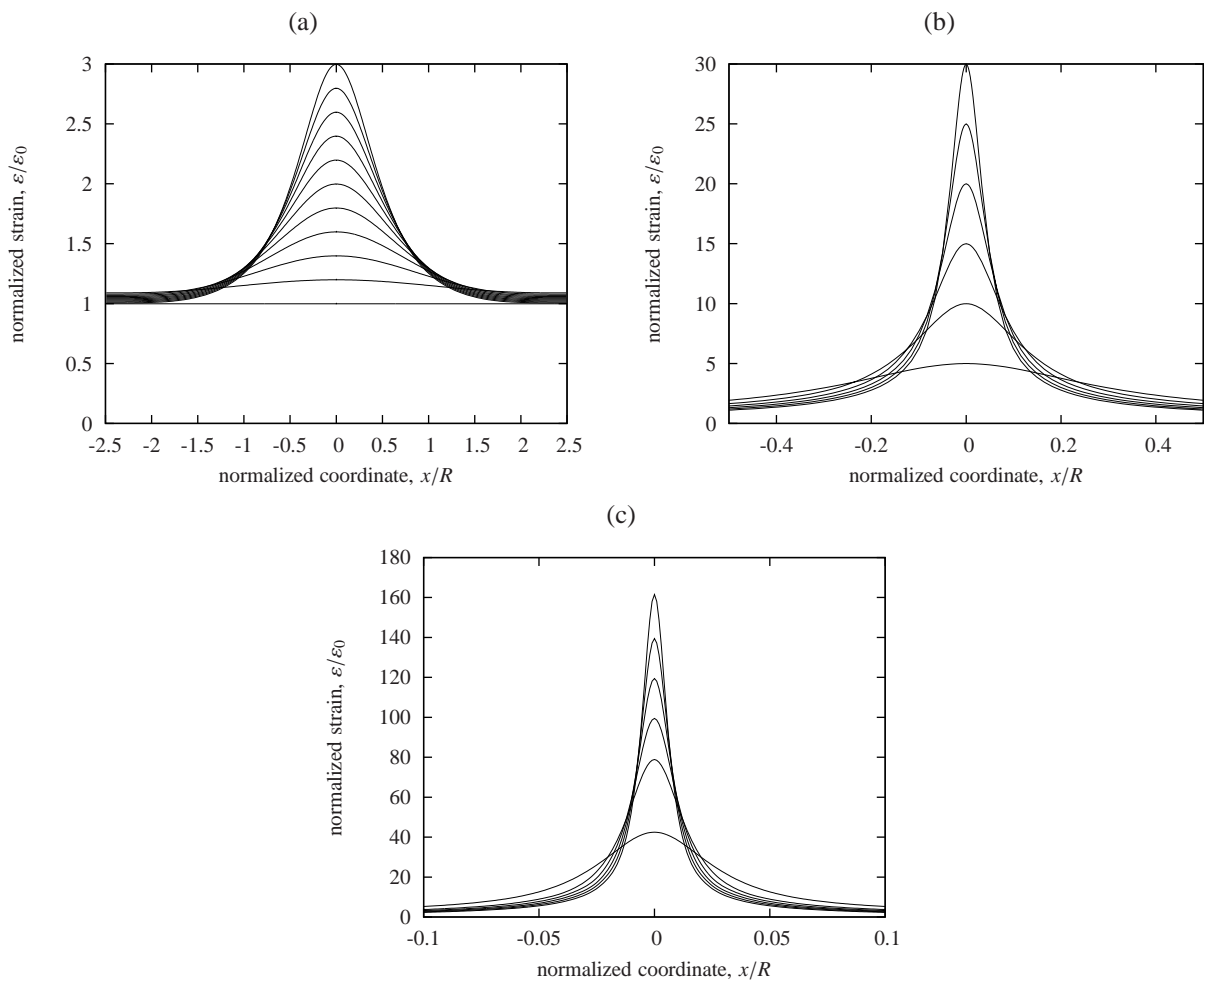 (a)
3
2.5
2
1.5
1
0.5
0
-2.5 -2 -1.5 -1 -0.5 0 0.5 1 1.5 2 2.5
normalized strain, ε/ε0
normalized coordinate, x/R
(b)
30
25
20
15
10
5
0
-0.4 -0.2 0 0.2 0.4
normalized strain, ε/ε0
normalized coordinate, x/R
(c)
180
160
140
120
100
80
60
40
20
0
-0.1 -0.05 0 0.05 0.1
normalized strain, ε/ε0
normalized coordinate, x/R